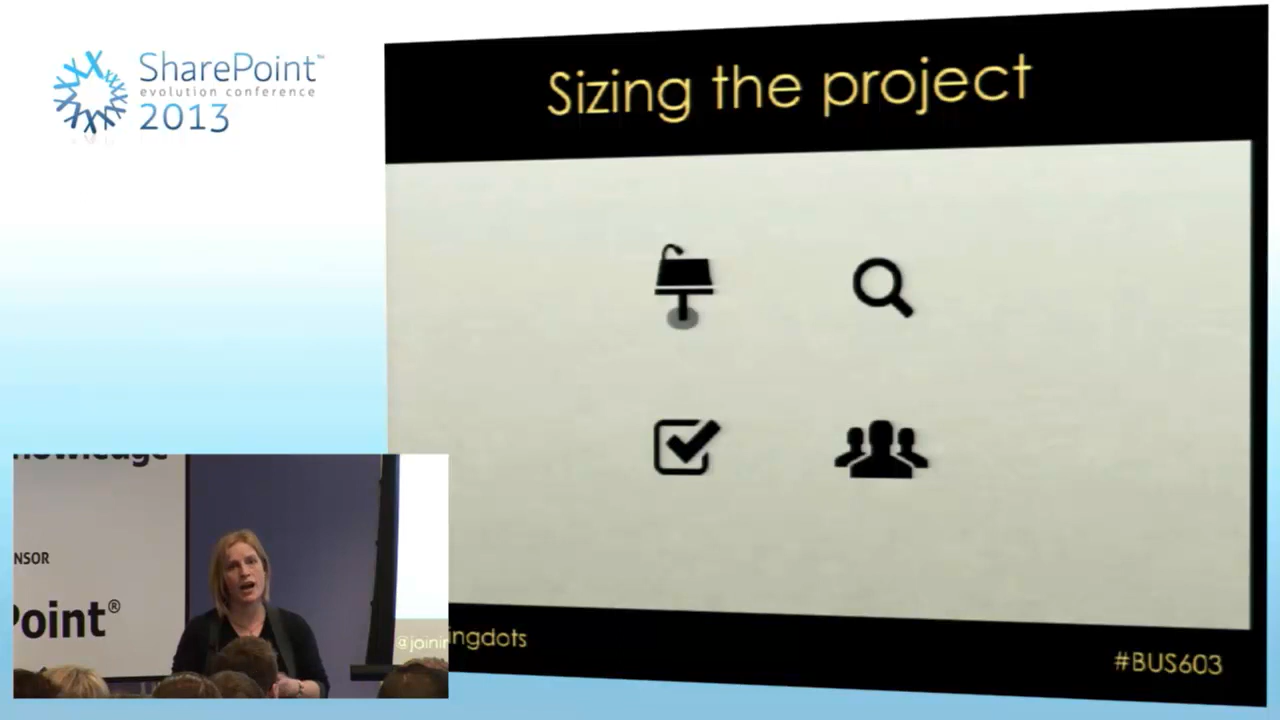 SharePoint™
evolution conference
2013
Sizing the project
NSOR
Point®
@joiningdots
#BUS603